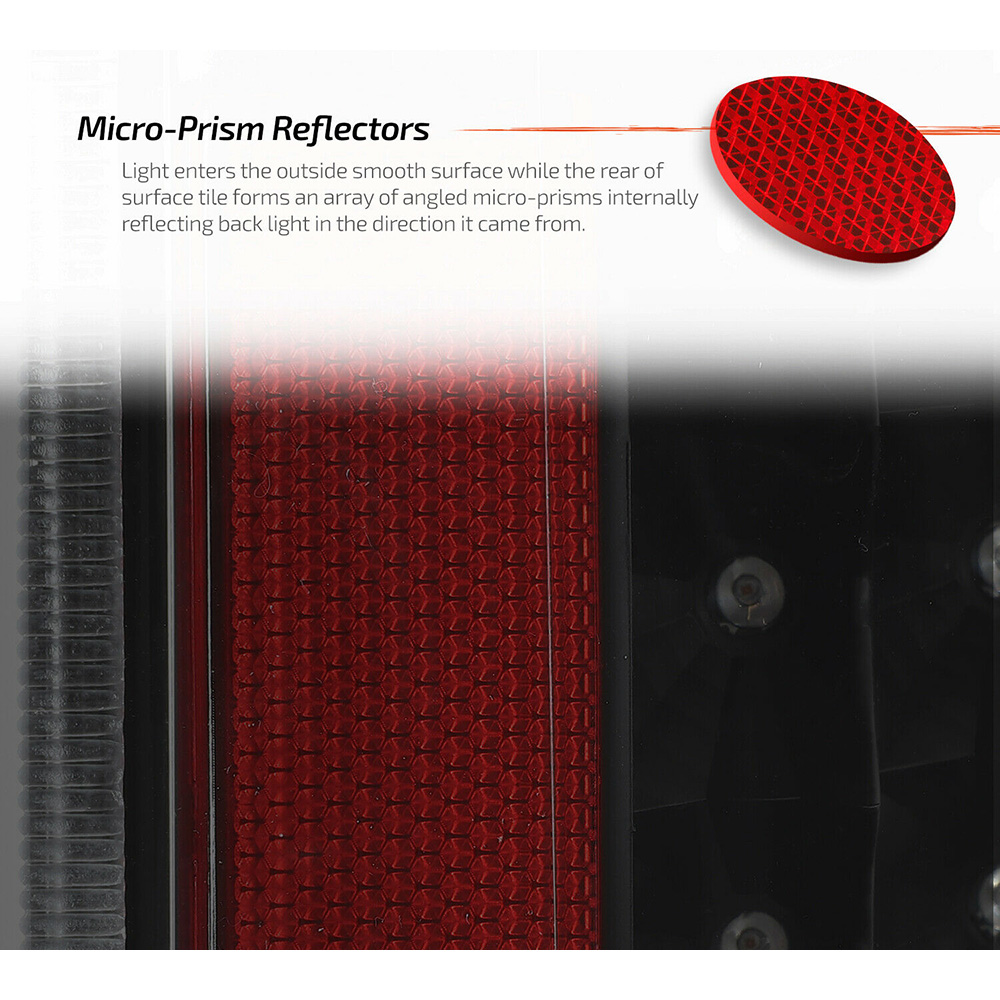 Micro-Prism Reflectors
Light enters the outside smooth surface while the rear of
surface tile forms an array of angled micro-prisms internally
reflecting back light in the direction it came from.